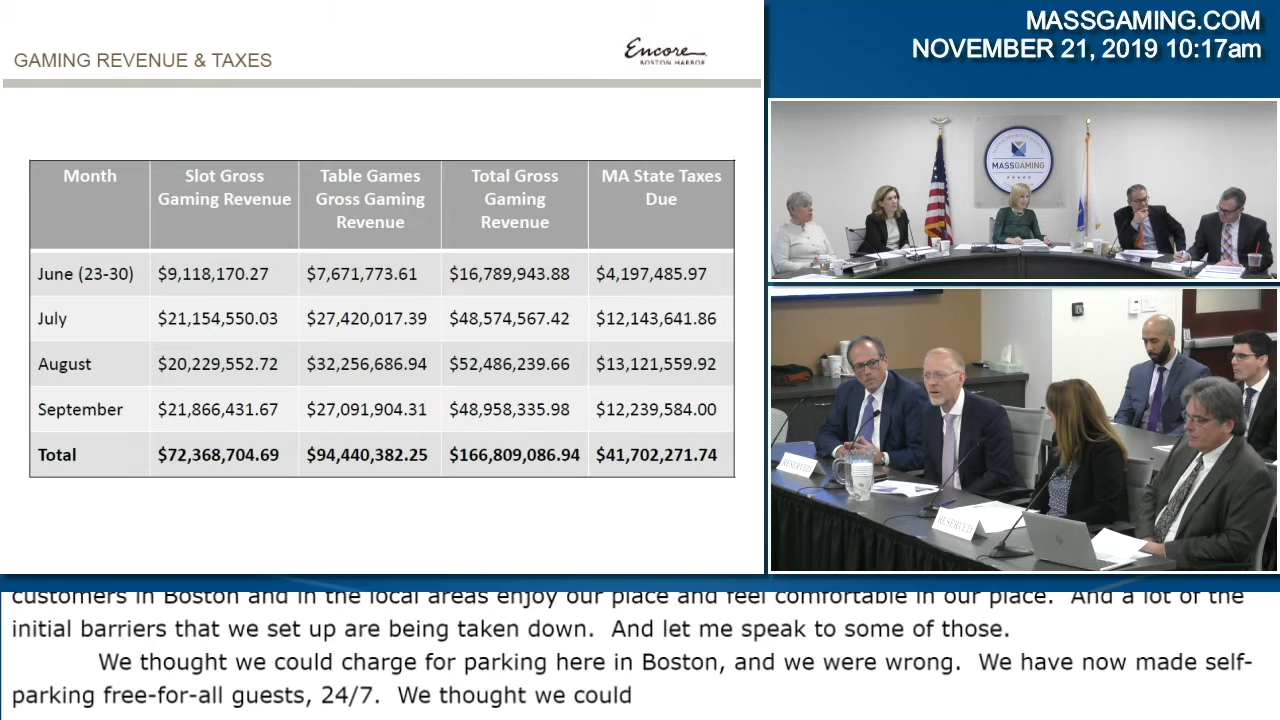 GAMING REVENUE & TAXES
Encore
BOSTON HARBOR
Month Slot Gross Gaming Revenue Table Games Gross Gaming Revenue Total Gross Gaming Revenue MA State Taxes Due
June (23-30) $9,118,170.27 $7,671,773.61 $16,789,943.88 $4,197,485.97
July $21,154,550.03 $27,420,017.39 $48,574,567.42 $12,143,641.86
August $20,229,552.72 $32,256,686.94 $52,486,239.66 $13,121,559.92
September $21,866,431.67 $27,091,904.31 $48,958,335.98 $12,239,584.00
Total $72,368,704.69 $94,440,382.25 $166,809,086.94 $41,702,271.74
MASSGAMING.COM
NOVEMBER 21, 2019 10:17am
MASSGAMING
RESERVED
RESERVED
customers in Boston and in the local areas enjoy our place and feel comfortable in our place. And a lot of the
initial barriers that we set up are being taken down. And let me speak to some of those.
We thought we could charge for parking here in Boston, and we were wrong. We have now made self-
parking free-for-all guests, 24/7. We thought we could